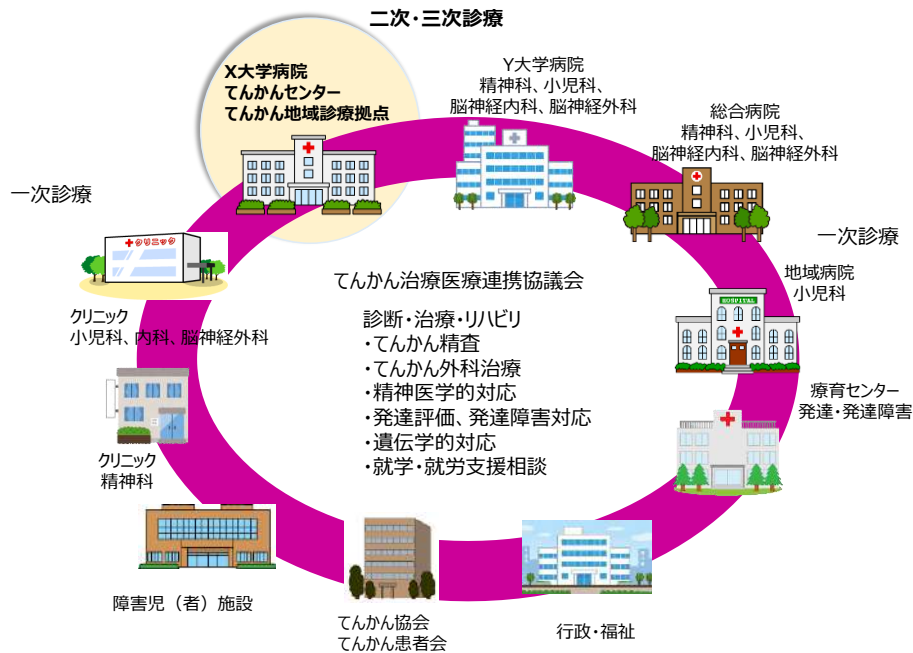 二次・三次診療
X大学病院
てんかんセンター
てんかん地域診療拠点
Y大学病院
精神科、小児科、
脳神経内科、脳神経外科
総合病院
精神科、小児科、
脳神経内科、脳神経外科
一次診療
一次診療
クリニック
地域病院
小児科
HOSPITAL
てんかん治療医療連携協議会
診断・治療・リハビリ
・てんかん精査
・てんかん外科治療
・精神医学的対応
・発達評価、発達障害対応
・遺伝学的対応
・就学・就労支援相談
クリニック
小児科、内科、脳神経外科
療育センター
発達・発達障害
クリニック
精神科
障害児（者）施設
てんかん協会
てんかん患者会
行政・福祉